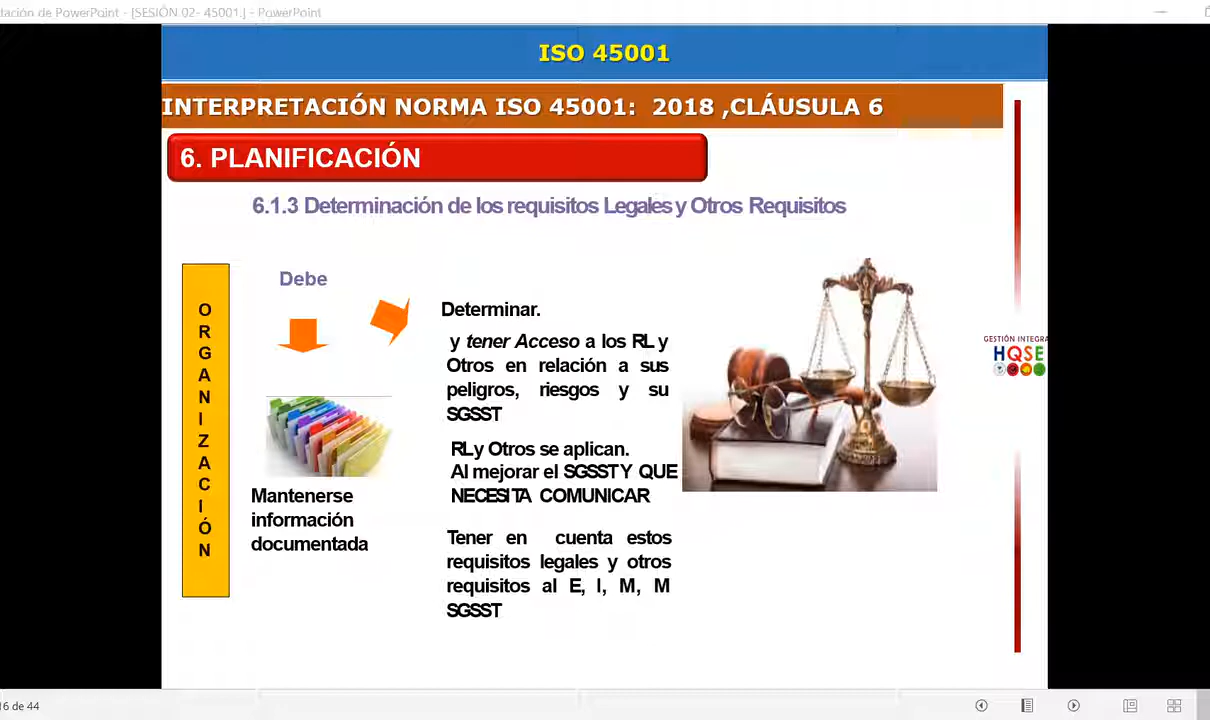 tación de PowerPoint - [SESIÓN 02- 45001.] - PowerPoint
ISO 45001
INTERPRETACIÓN NORMA ISO 45001: 2018 ,CLÁUSULA 6
6. PLANIFICACIÓN
6.1.3 Determinación de los requisitos Legales y Otros Requisitos
ORGANIZACIÓN
Debe
Mantenerse
información
documentada
Determinar.
y tener Acceso a los RL y
Otros en relación a sus
peligros, riesgos y su
SGSST
RL y Otros se aplican.
Al mejorar el SGSST Y QUE
NECESITA COMUNICAR
Tener en cuenta estos
requisitos legales y otros
requisitos al E, I, M, M
SGSST
GESTIÓN INTEGRA
HQSE
16 de 44